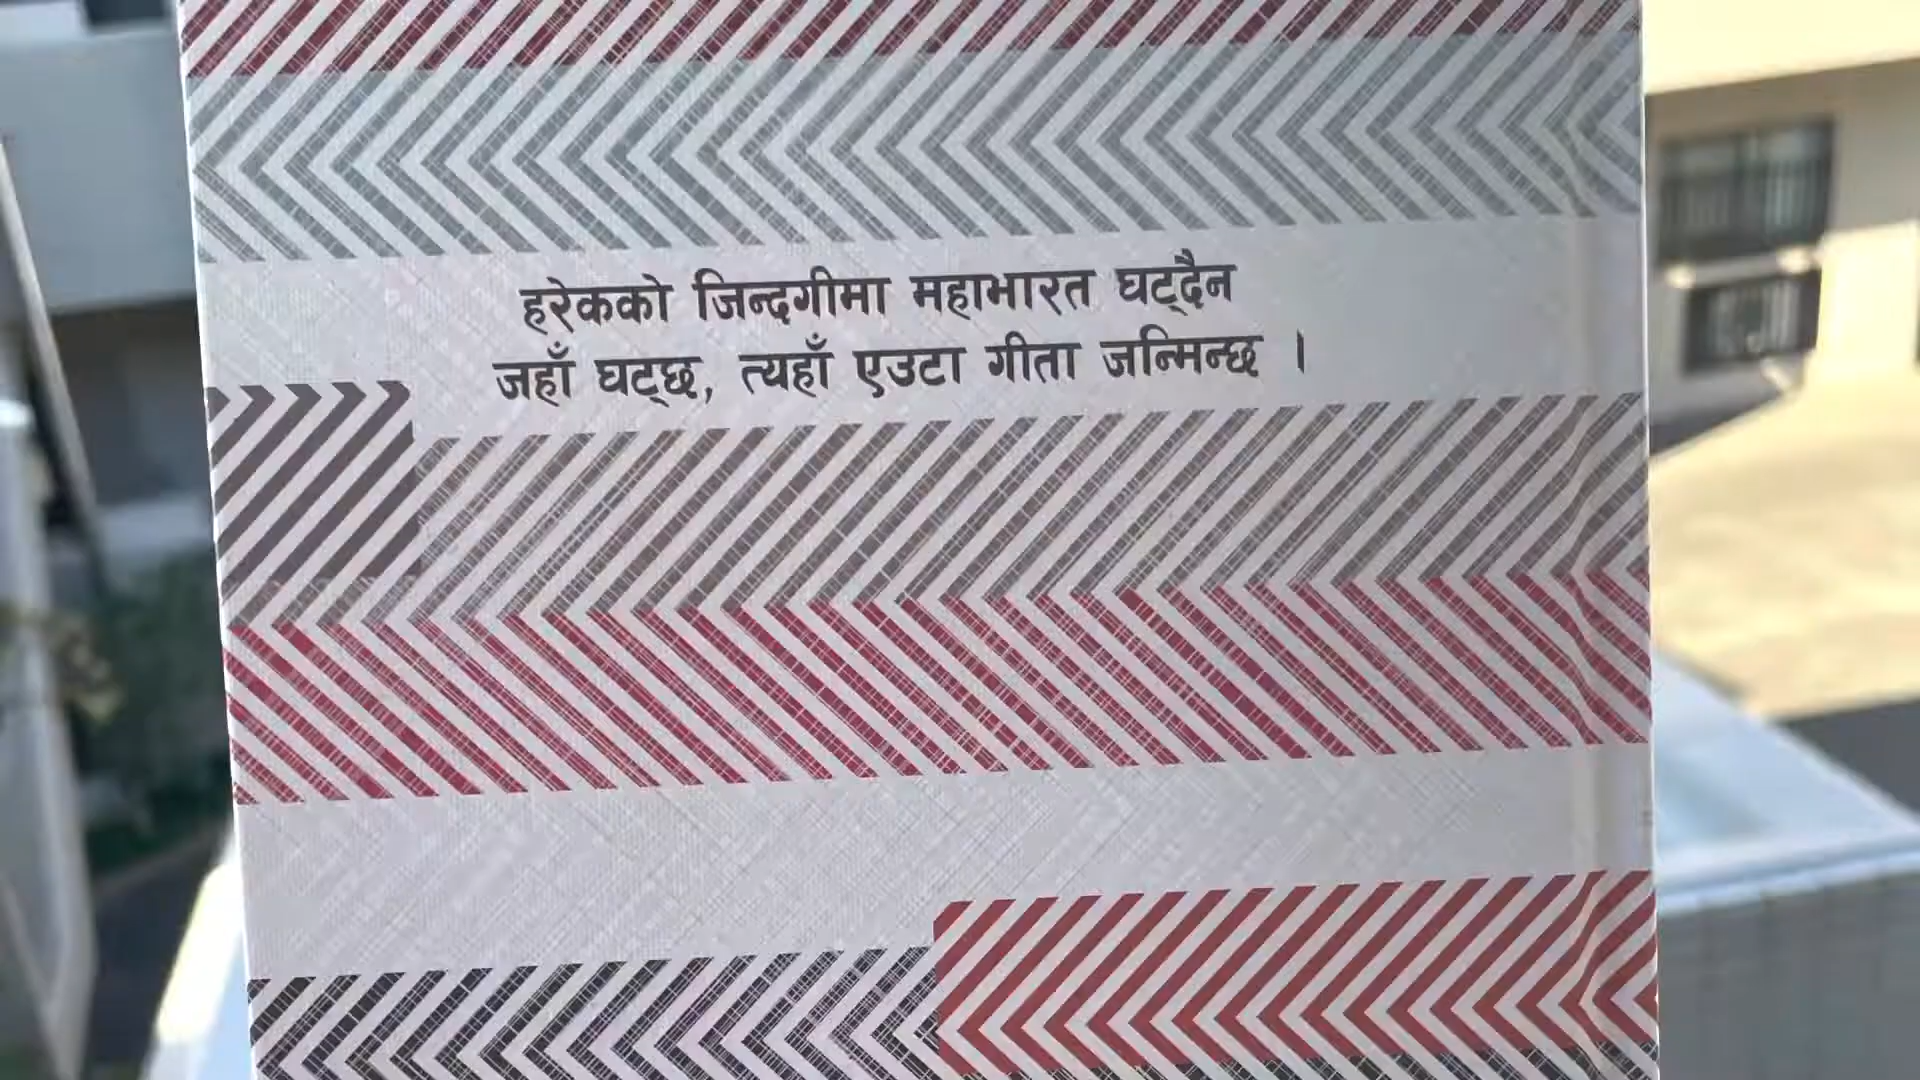 हरेकको जिन्दगीमा महाभारत घट्दैन
जहाँ घट्छ, त्यहाँ एउटा गीता जन्मिन्छ ।